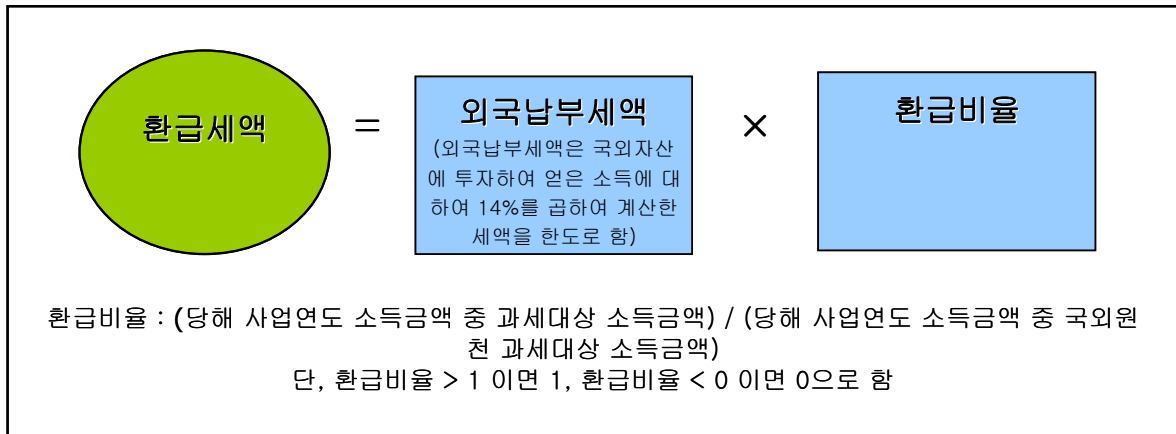 환급세액
=
외국납부세액
(외국납부세액은 국외자산
에 투자하여 얻은 소득에 대
하여 14%를 곱하여 계산한
세액을 한도로 함)
×
환급비율
환급비율 : (당해 사업연도 소득금액 중 과세대상 소득금액) / (당해 사업연도 소득금액 중 국외원
천 과세대상 소득금액)
단, 환급비율 > 1 이면 1, 환급비율 < 0 이면 0으로 함